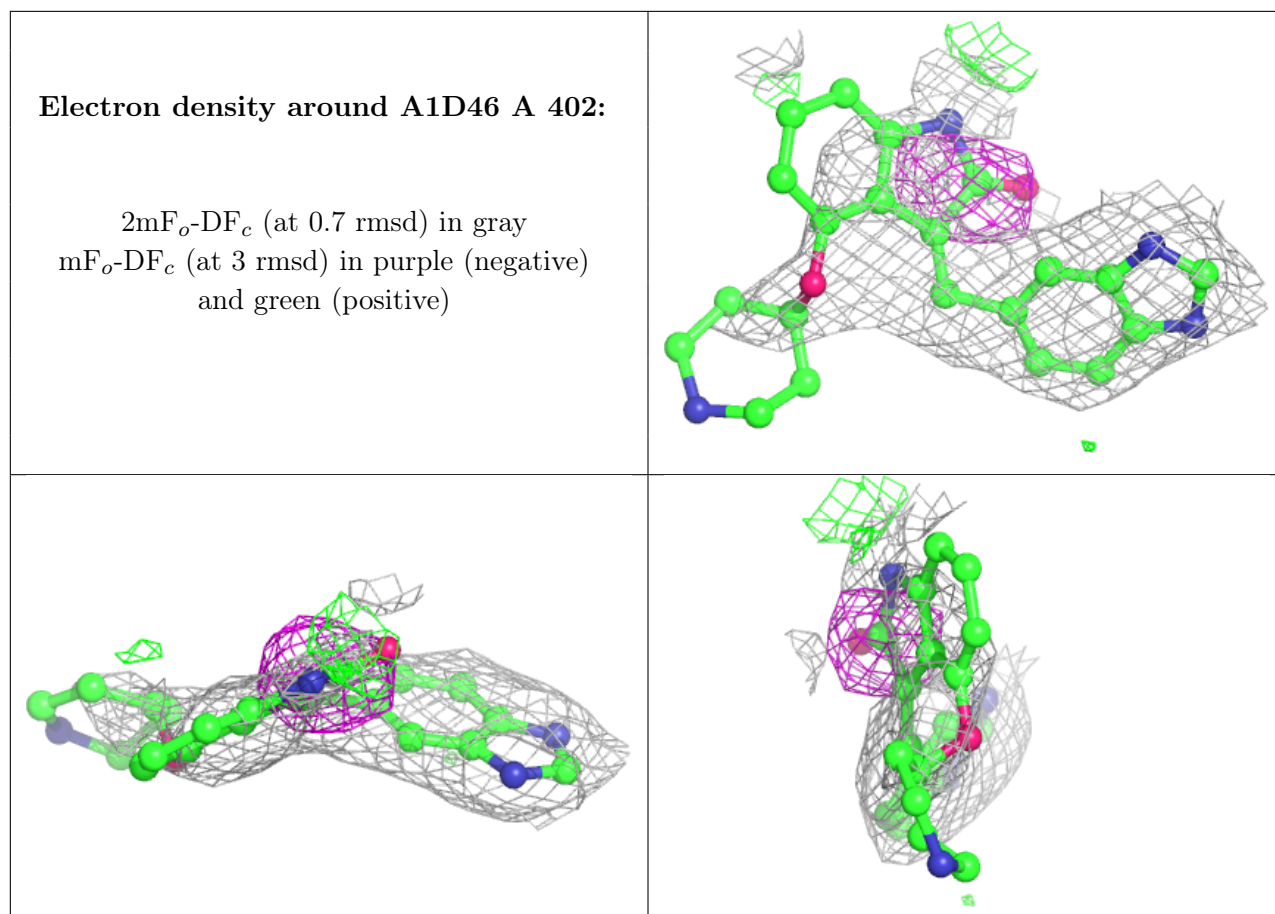 Electron density around A1D46 A 402:
2mFo-DFc (at 0.7 rmsd) in gray
mFo-DFc (at 3 rmsd) in purple (negative)
and green (positive)